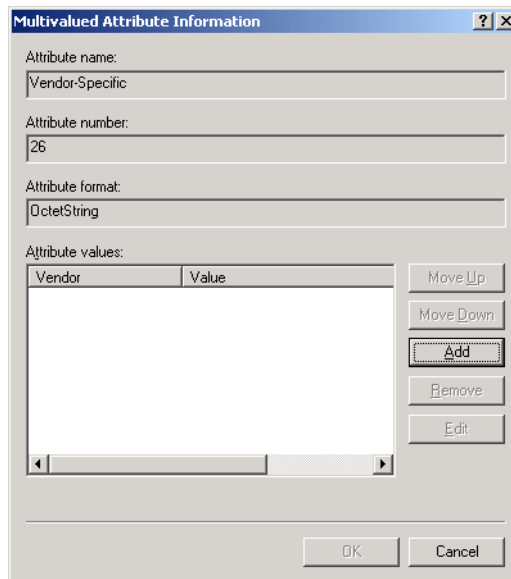 Multivalued Attribute Information
Attribute name:
Vendor-Specific
Attribute number:
26
Attribute format:
OctetString
Attribute values:
Vendor Value
Move Up
Move Down
Add
Remove
Edit
OK Cancel